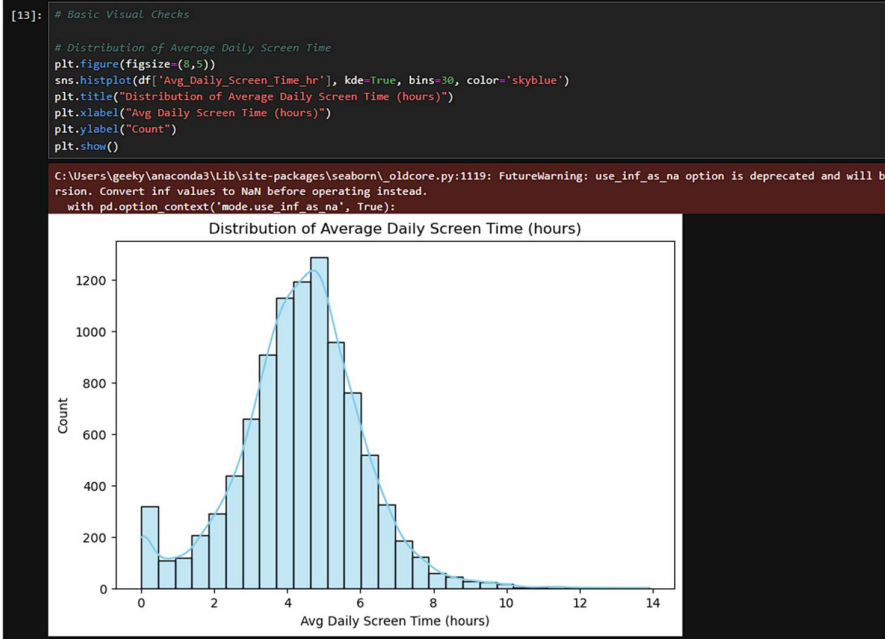 [13]: # Basic Visual Checks
# Distribution of Average Daily Screen Time
plt.figure(figsize=(8,5))
sns.histplot(df['Avg_Daily_Screen_Time_hr'], kde=True, bins=30, color='skyblue')
plt.title("Distribution of Average Daily Screen Time (hours)")
plt.xlabel("Avg Daily Screen Time (hours)")
plt.ylabel("Count")
plt.show()
C:\Users\geeky\anaconda3\Lib\site-packages\seaborn\_oldcore.py:1119: FutureWarning: use_inf_as_na option is deprecated and will b
rsion. Convert inf values to NaN before operating instead.
with pd.option_context('mode.use_inf_as_na', True):
Distribution of Average Daily Screen Time (hours)
1200
1000
800
600
400
200
0
Count
0 2 4 6 8 10 12 14
Avg Daily Screen Time (hours)